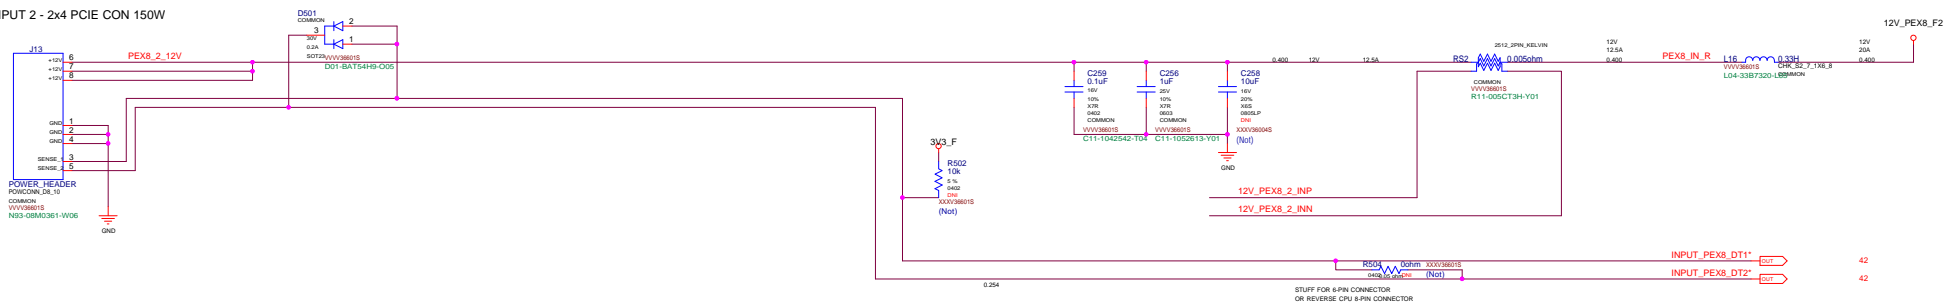 NPUT 2 - 2x4 PCIE CON 150W
12V_PEX8_F2
D501
COMMON
2
3
1
30V
0.2A
SOT23
VVVV36601S
D01-BAT54H9-O05
J13
PEX8_2_12V
+12V 6
+12V 7
+12V 8
GND 1
GND 2
GND 4
SENSE_1 3
SENSE_2 5
POWER_HEADER
POWCONN_D8_10
COMMON
VVVV36601S
N93-08M0361-W06
GND
3V3_F
R502
10k
5 %
0402
DNI
XXXV36601S
(Not)
C259
0.1uF
16V
10%
X7R
0402
COMMON
VVVV36601S
C11-1042542-T04
C256
1uF
25V
10%
X7R
0603
COMMON
VVVV36601S
C11-1052613-Y01
C258
10uF
16V
20%
X6S
0805LP
DNI
XXXV36004S
(Not)
GND
0.400 12V 12.5A
2512_2PIN_KELVIN
RS2
0.005ohm
COMMON
VVVV36601S
R11-005CT3H-Y01
12V
12.5A
0.400
PEX8_IN_R
L16
0.33H
CHK_S2_7_1X6_8
COMMON
VVVV36601S
12V
20A
0.400
12V_PEX8_2_INP
12V_PEX8_2_INN
INPUT_PEX8_DT1* OUT 42
R504
0ohm
XXXV36601S
(Not)
INPUT_PEX8_DT2* OUT 42
0.254
STUFF FOR 6-PIN CONNECTOR
OR REVERSE CPU 8-PIN CONNECTOR